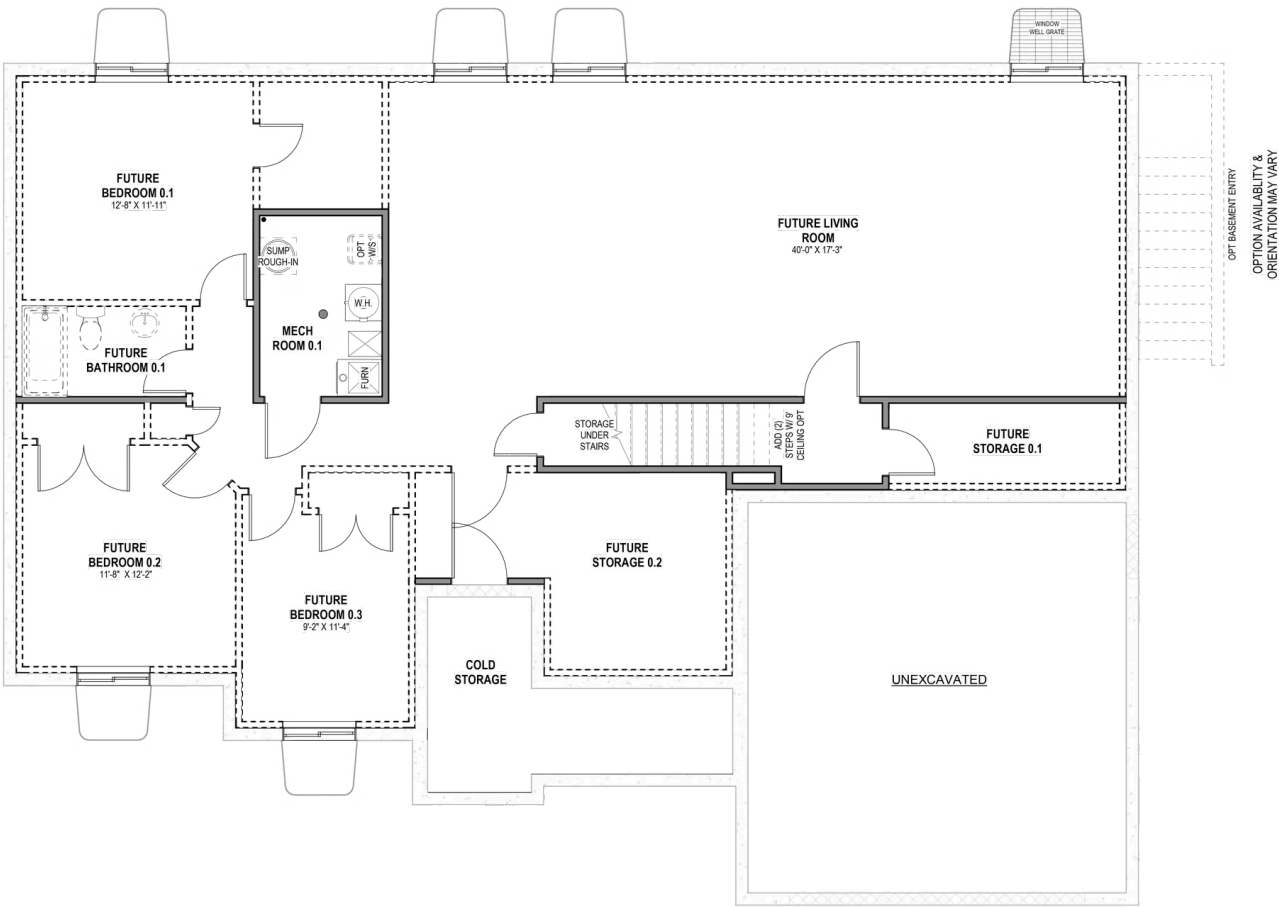 WINDOW
WELL GRATE
FUTURE
BEDROOM 0.1
12'-8" X 11'-11"
FUTURE LIVING
ROOM
40'-0" X 17'-3"
OPT BASEMENT ENTRY
OPTION AVAILABLITY &
ORIENTATION MAY VARY
SUMP
ROUGH-IN
OPT
W/S
W.H.
MECH
ROOM 0.1
FURN
FUTURE
BATHROOM 0.1
STORAGE
UNDER
STAIRS
ADD (2)
STEPS W/ 9'
CEILING OPT
FUTURE
STORAGE 0.1
FUTURE
BEDROOM 0.2
11'-8" X 12'-2"
FUTURE
STORAGE 0.2
FUTURE
BEDROOM 0.3
9'-2" X 11'-4"
COLD
STORAGE
UNEXCAVATED